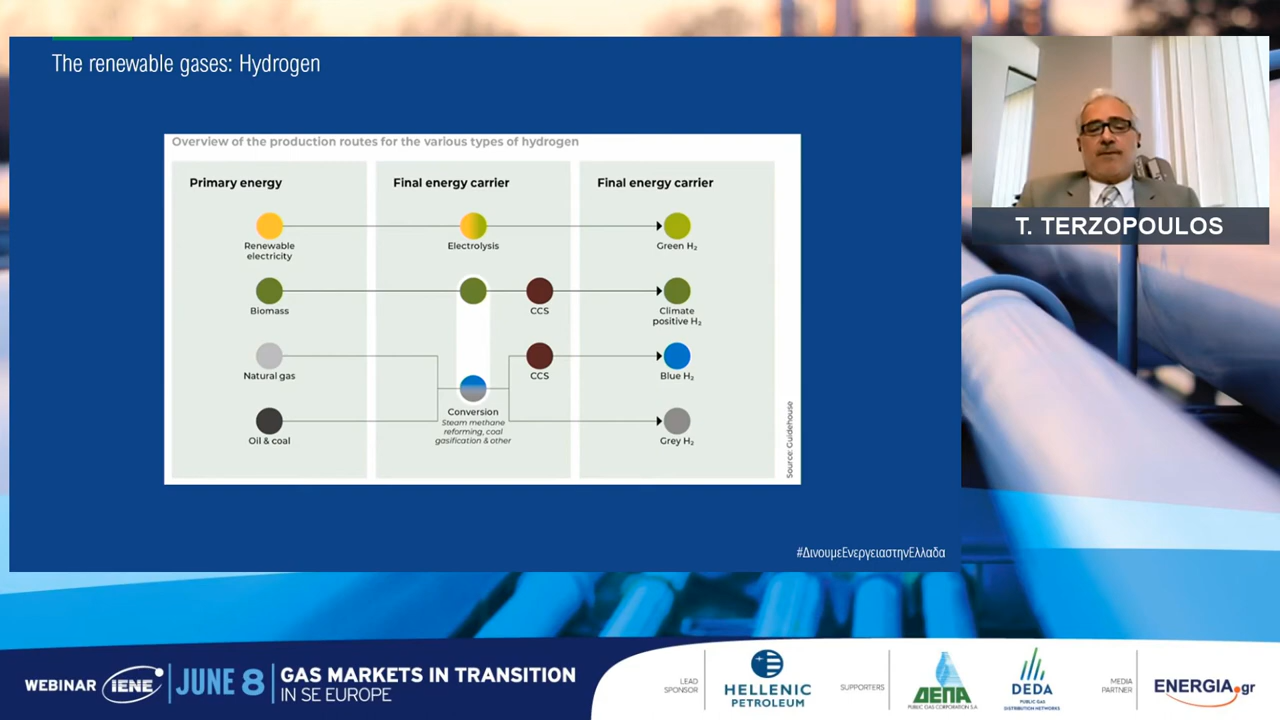 The renewable gases: Hydrogen
Overview of the production routes for the various types of hydrogen
Primary energy
Final energy carrier
Final energy carrier
Renewable
electricity
Electrolysis
Green H₂
Biomass
CCS
Climate
positive H₂
Natural gas
CCS
Blue H₂
Oil & coal
Conversion
Steam methane
reforming, coal
gasification & other
Grey H₂
Source: Guidehouse
#ΔινουμεΕνεργειαστηνΕλλαδα
T. TERZOPOULOS
WEBINAR
IENE
JUNE 8
GAS MARKETS IN TRANSITION
IN SE EUROPE
LEAD
SPONSOR
HELLENIC
PETROLEUM
SUPPORTERS
ΔΕΠΑ
PUBLIC GAS CORPORATION S.A
DEDA
PUBLIC GAS
DISTRIBUTION NETWORKS
MEDIA
PARTNER
ENERGIA.gr